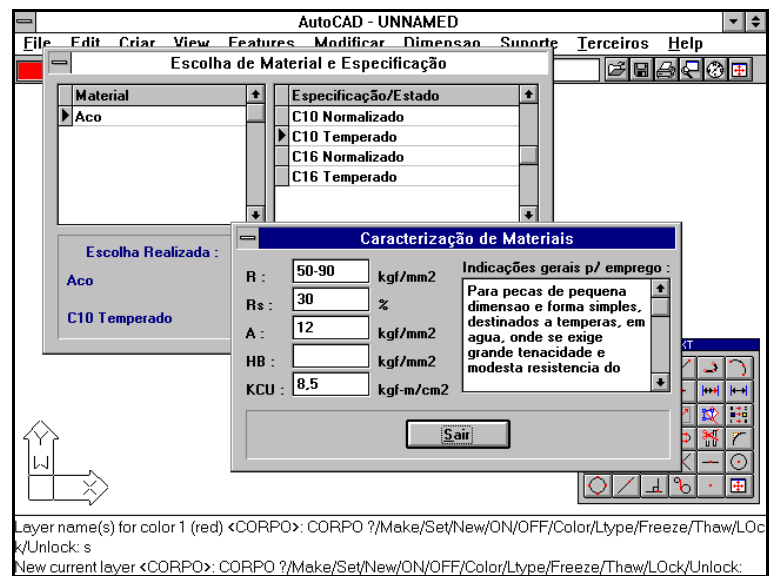 AutoCAD - UNNAMED
File Edit Criar View Features Modificar Dimensao Suporte Terceiros Help
Escolha de Material e Especificação
Material
Aco
Especificação/Estado
C10 Normalizado
C10 Temperado
C16 Normalizado
C16 Temperado
Escolha Realizada :
Aco
C10 Temperado
Caracterização de Materiais
R : 50-90 kgf/mm2
Rs : 30 %
A : 12 kgf/mm2
HB : kgf/mm2
KCU : 8,5 kgf-m/cm2
Indicações gerais p/ emprego :
Para pecas de pequena
dimensao e forma simples,
destinados a temperas, em
agua, onde se exige
grande tenacidade e
modesta resistencia do
Sair
Y
W
X
Layer name(s) for color 1 (red) <CORPO>: CORPO ?/Make/Set/New/ON/OFF/Color/Ltype/Freeze/Thaw/LOc
k/Unlock: s
New current layer <CORPO>: CORPO ?/Make/Set/New/ON/OFF/Color/Ltype/Freeze/Thaw/LOck/Unlock: